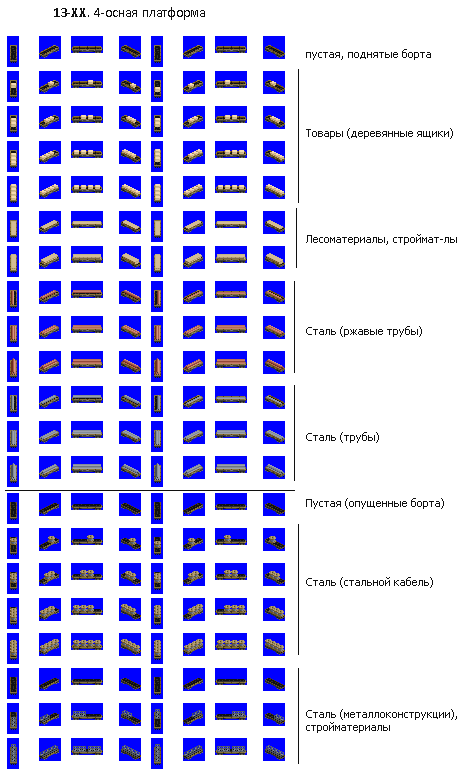 13-XX. 4-осная платформа
пустая, поднятые борта
Товары (деревянные ящики)
Лесоматериалы, строймат-лы
Сталь (ржавые трубы)
Сталь (трубы)
Пустая (опущенные борта)
Сталь (стальной кабель)
Сталь (металлоконструкции),
стройматериалы